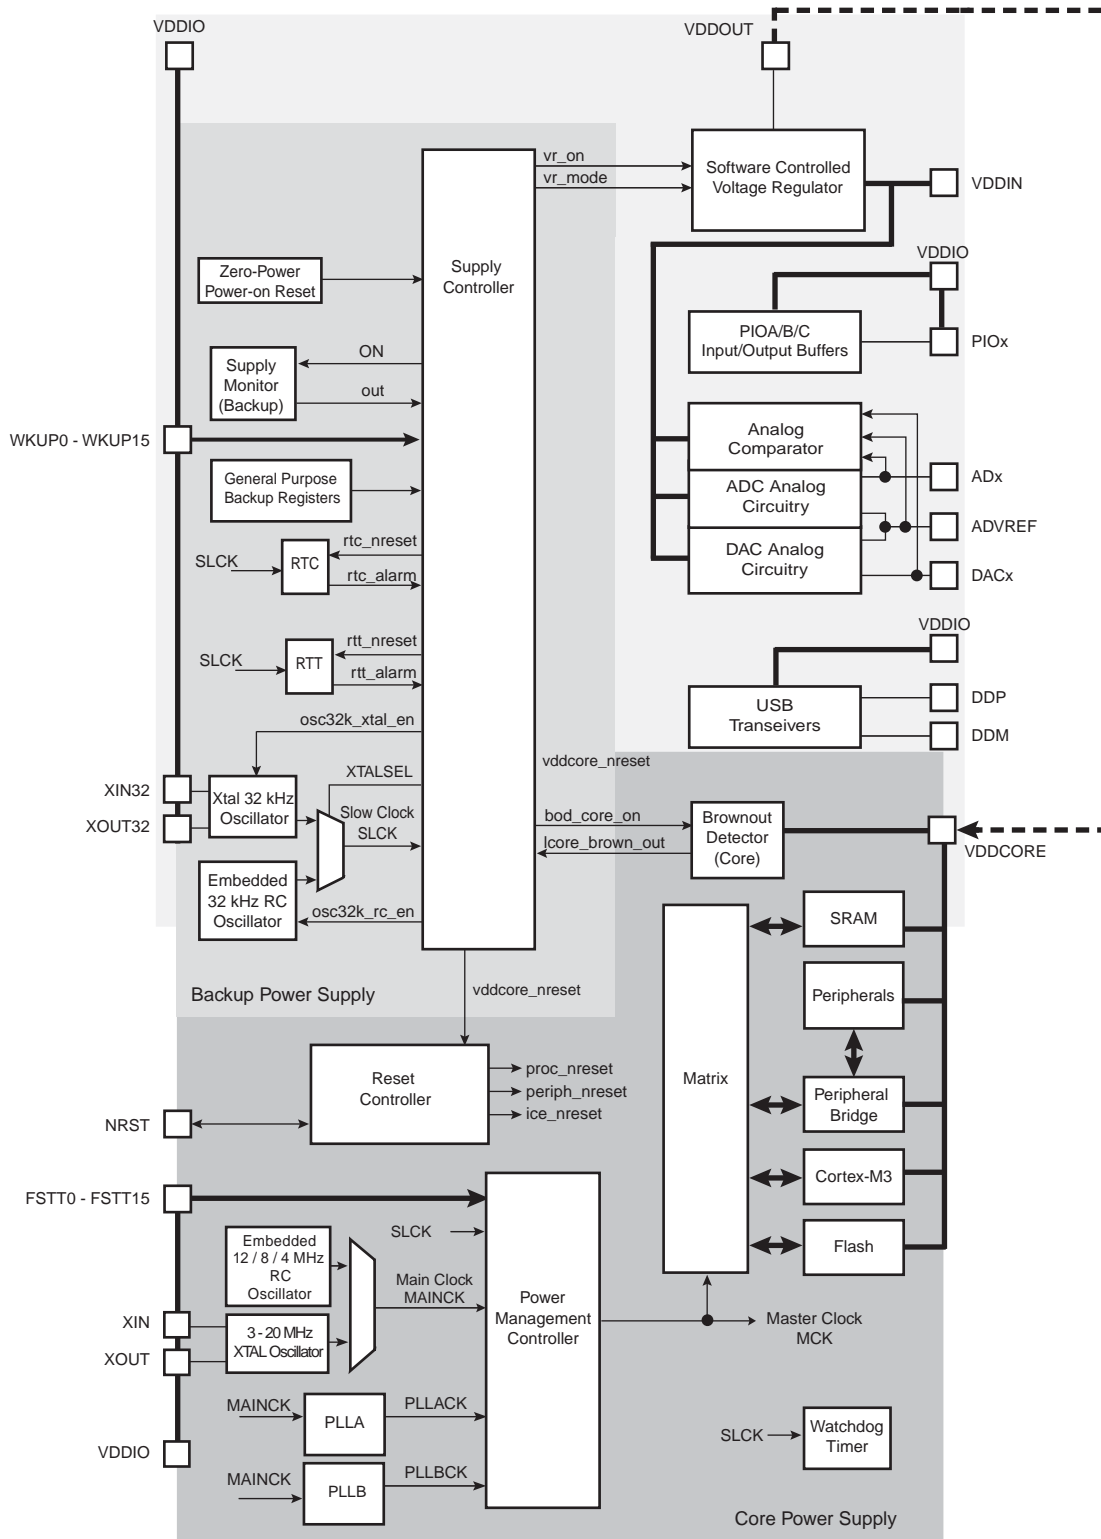 VDDIO
VDDOUT
vr_on
vr_mode
Software Controlled
Voltage Regulator
VDDIN
Supply
Controller
Zero-Power
Power-on Reset
VDDIO
PIOA/B/C
Input/Output Buffers
PIOx
Supply
Monitor
(Backup)
ON
out
WKUP0 - WKUP15
Analog
Comparator
General Purpose
Backup Registers
ADC Analog
Circuitry
ADx
ADVREF
DAC Analog
Circuitry
DACx
SLCK
RTC
rtc_nreset
rtc_alarm
SLCK
RTT
rtt_nreset
rtt_alarm
VDDIO
USB
Transeivers
DDP
DDM
osc32k_xtal_en
vddcore_nreset
XTALSEL
XIN32
XOUT32
Xtal 32 kHz
Oscillator
Slow Clock
SLCK
bod_core_on
lcore_brown_out
Brownout
Detector
(Core)
VDDCORE
Embedded
32 kHz RC
Oscillator
osc32k_rc_en
SRAM
Backup Power Supply
vddcore_nreset
Peripherals
Reset
Controller
proc_nreset
periph_nreset
ice_nreset
Matrix
Peripheral
Bridge
NRST
Cortex-M3
FSTT0 - FSTT15
SLCK
Flash
Embedded
12 / 8 / 4 MHz
RC
Oscillator
Main Clock
MAINCK
Power
Management
Controller
XIN
XOUT
3 - 20 MHz
XTAL Oscillator
Master Clock
MCK
MAINCK
PLLA
PLLACK
VDDIO
SLCK
Watchdog
Timer
MAINCK
PLLB
PLLBCK
Core Power Supply